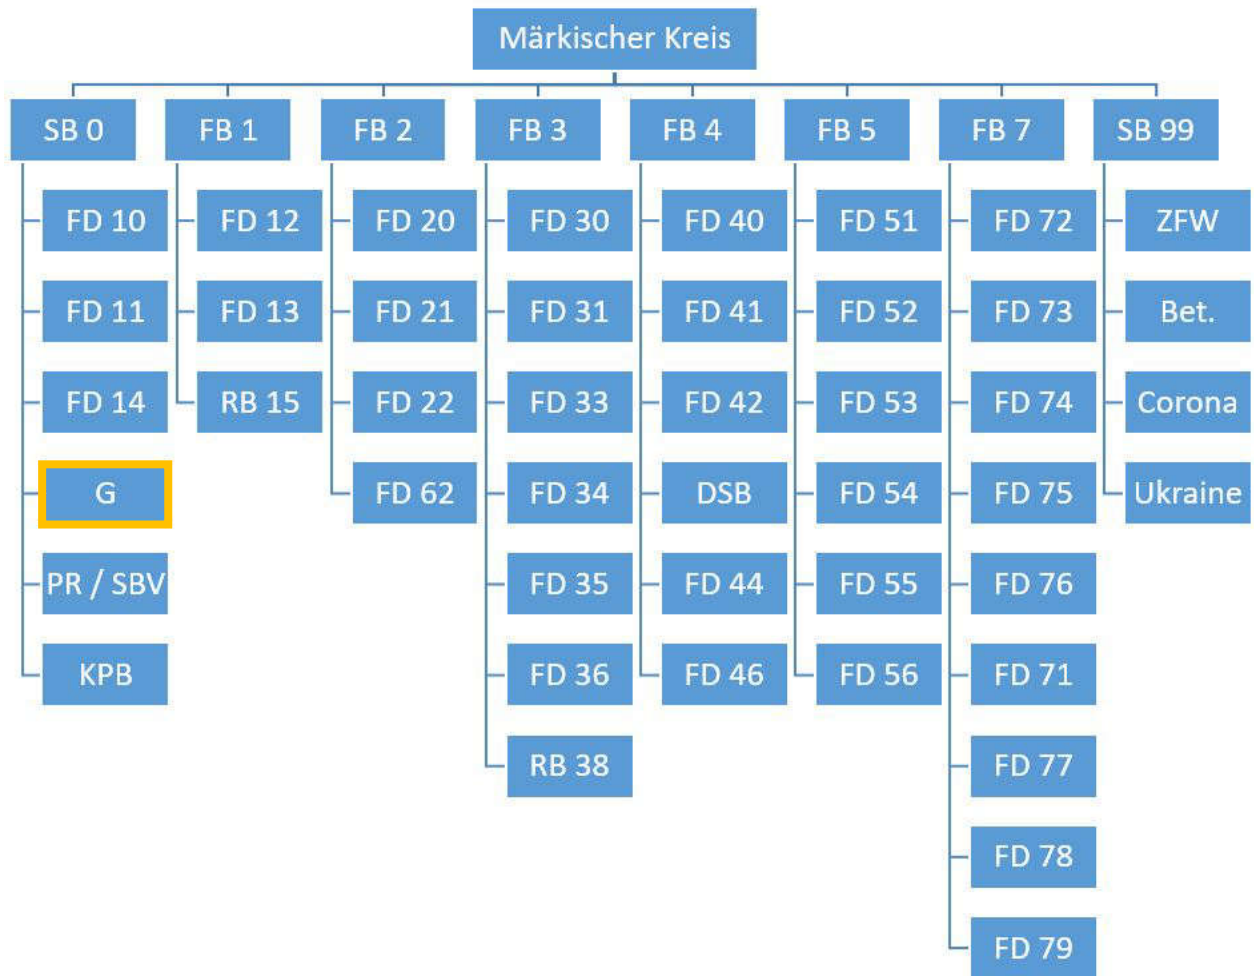 Märkischer Kreis
SB 0
FB 1
FB 2
FB 3
FB 4
FB 5
FB 7
SB 99
FD 10
FD 11
FD 14
G
PR / SBV
KPB
FD 12
FD 13
RB 15
FD 20
FD 21
FD 22
FD 62
FD 30
FD 31
FD 33
FD 34
FD 35
FD 36
RB 38
FD 40
FD 41
FD 42
DSB
FD 44
FD 46
FD 51
FD 52
FD 53
FD 54
FD 55
FD 56
FD 72
FD 73
FD 74
FD 75
FD 76
FD 71
FD 77
FD 78
FD 79
ZFW
Bet.
Corona
Ukraine